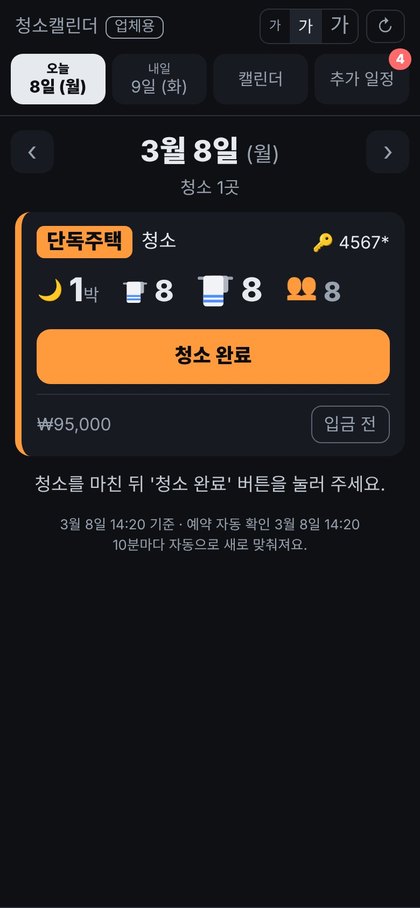 청소캘린더 업체용 가 가 가
오늘
8일 (월)
내일
9일 (화)
캘린더
추가 일정
4
3월 8일 (월)
청소 1곳
단독주택 청소 4567*
1박 8 8 8
청소 완료
₩95,000 입금 전
청소를 마친 뒤 '청소 완료' 버튼을 눌러 주세요.
3월 8일 14:20 기준 · 예약 자동 확인 3월 8일 14:20
10분마다 자동으로 새로 맞춰져요.